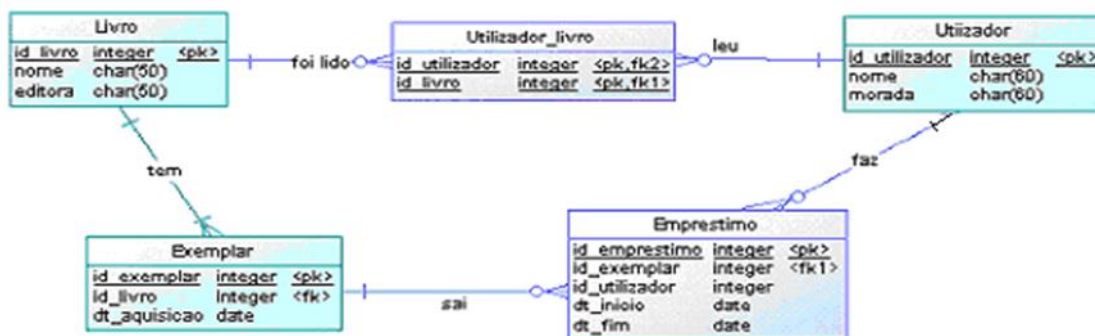 Livro
id_livro integer <pk>
nome char(50)
editora char(50)
foi lido
Utilizador_livro
id_utilizador integer <pk,fk2>
id_livro integer <pk,fk1>
leu
Utiizador
id_utilizador integer <pk>
nome char(60)
morada char(60)
tem
faz
Exemplar
id_exemplar integer <pk>
id_livro integer <fk>
dt_aquisicao date
sai
Emprestimo
id_emprestimo integer <pk>
id_exemplar integer <fk1>
id_utilizador integer
dt_inicio date
dt_fim date